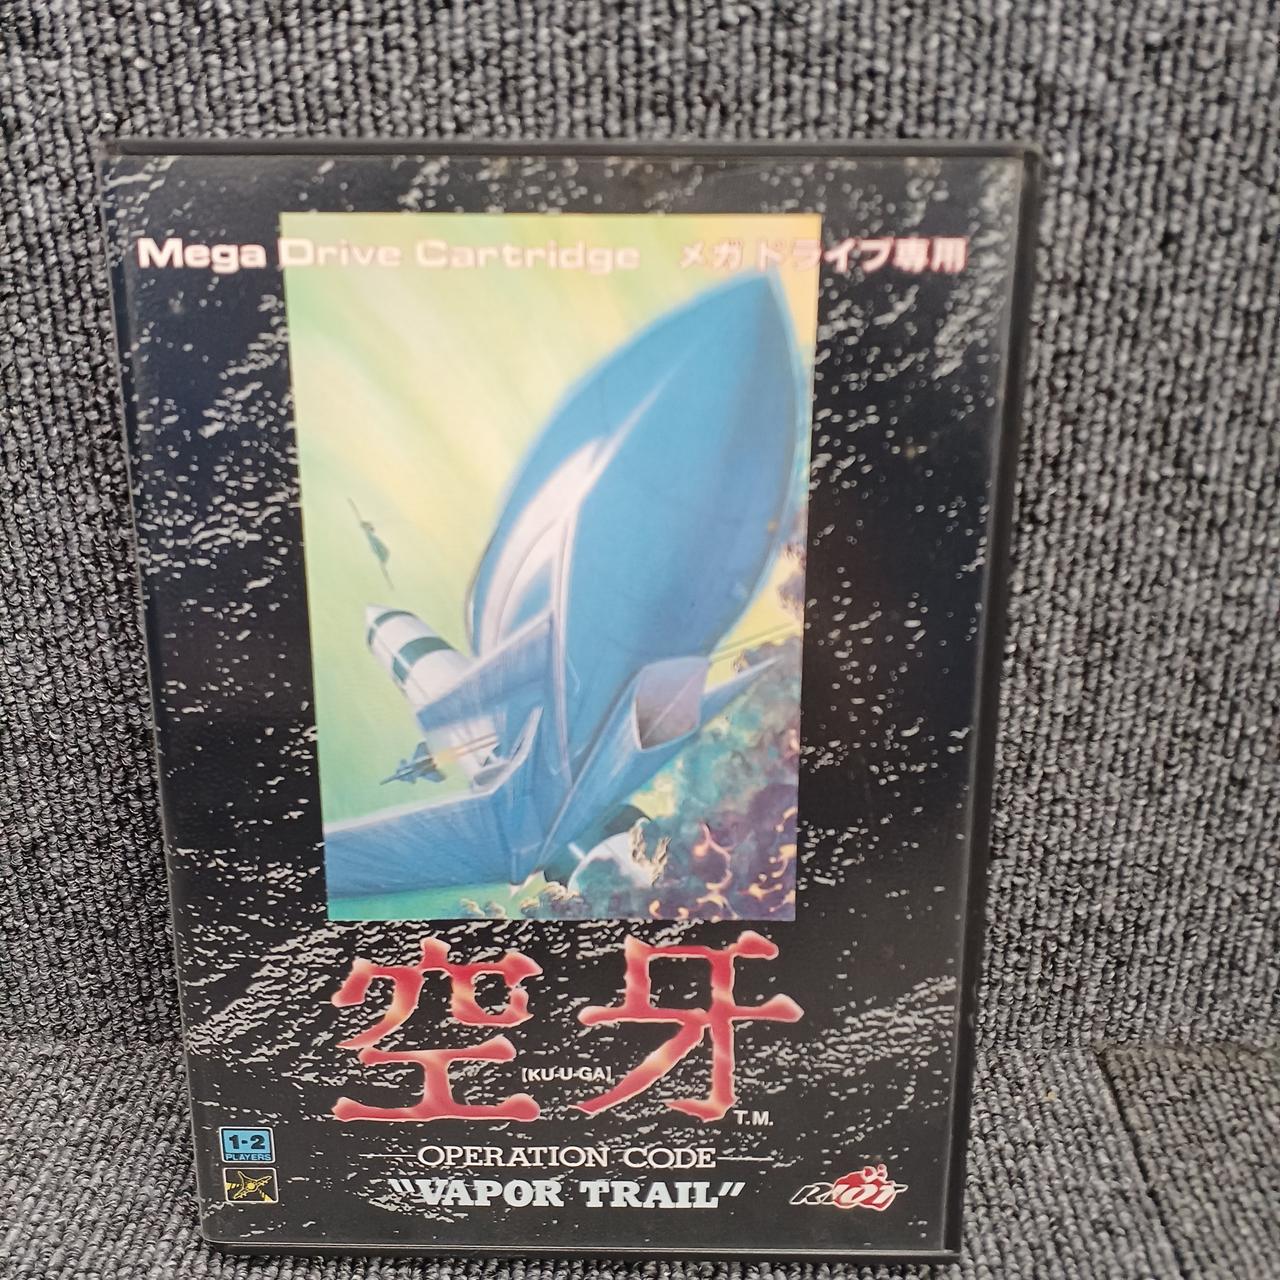 Mega Drive Cartridge メガドライブ専用
空牙
[KU-U-GA]
T.M.
OPERATION CODE
"VAPOR TRAIL"
1-2
PLAYERS
RIOT